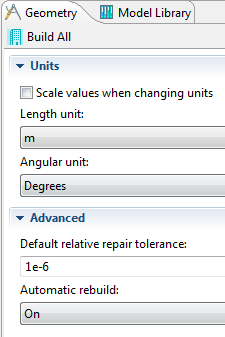 Geometry Model Library
Build All
Units
Scale values when changing units
Length unit:
m
Angular unit:
Degrees
Advanced
Default relative repair tolerance:
1e-6
Automatic rebuild:
On